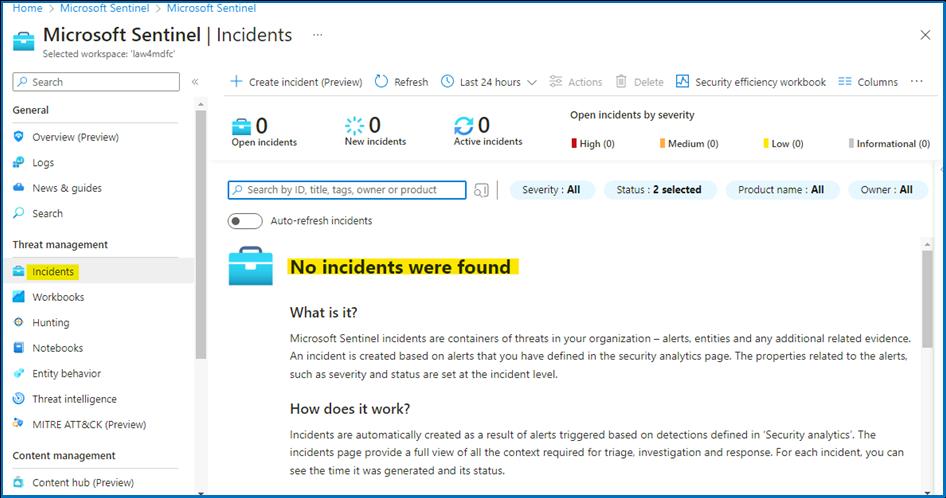 Home > Microsoft Sentinel > Microsoft Sentinel
Microsoft Sentinel | Incidents ...
Selected workspace: 'law4mdfc'
Search «
General
Overview (Preview)
Logs
News & guides
Search
Threat management
Incidents
Workbooks
Hunting
Notebooks
Entity behavior
Threat intelligence
MITRE ATT&CK (Preview)
Content management
Content hub (Preview)
+ Create incident (Preview) Refresh Last 24 hours Actions Delete Security efficiency workbook Columns ...
0 Open incidents
0 New incidents
0 Active incidents
Open incidents by severity
High (0) Medium (0) Low (0) Informational (0)
Search by ID, title, tags, owner or product
Severity : All Status : 2 selected Product name : All Owner : All
Auto-refresh incidents
No incidents were found
What is it?
Microsoft Sentinel incidents are containers of threats in your organization – alerts, entities and any additional related evidence.
An incident is created based on alerts that you have defined in the security analytics page. The properties related to the alerts,
such as severity and status are set at the incident level.
How does it work?
Incidents are automatically created as a result of alerts triggered based on detections defined in 'Security analytics'. The
incidents page provide a full view of all the context required for triage, investigation and response. For each incident, you can
see the time it was generated and its status.